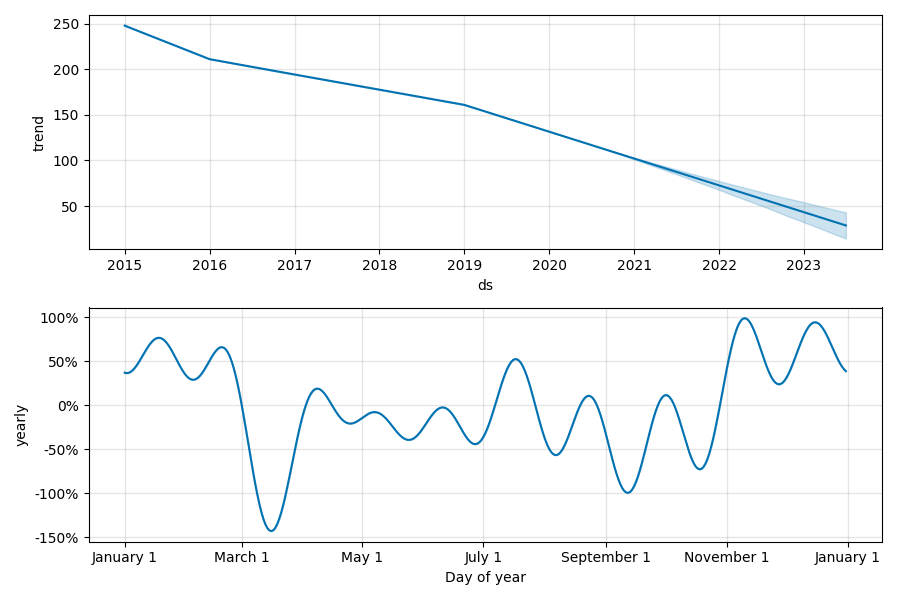 250
200
150
100
50
trend
2015 2016 2017 2018 2019 2020 2021 2022 2023
ds
100%
50%
0%
-50%
-100%
-150%
yearly
January 1 March 1 May 1 July 1 September 1 November 1 January 1
Day of year